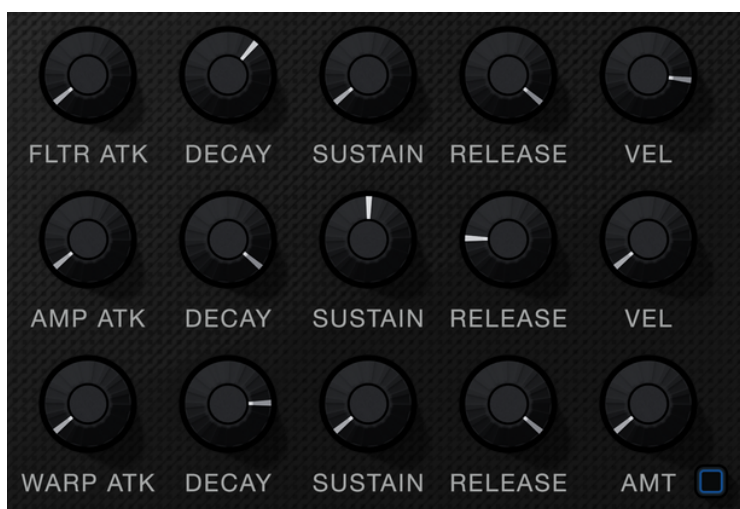 FLTR ATK DECAY SUSTAIN RELEASE VEL
AMP ATK DECAY SUSTAIN RELEASE VEL
WARP ATK DECAY SUSTAIN RELEASE AMT